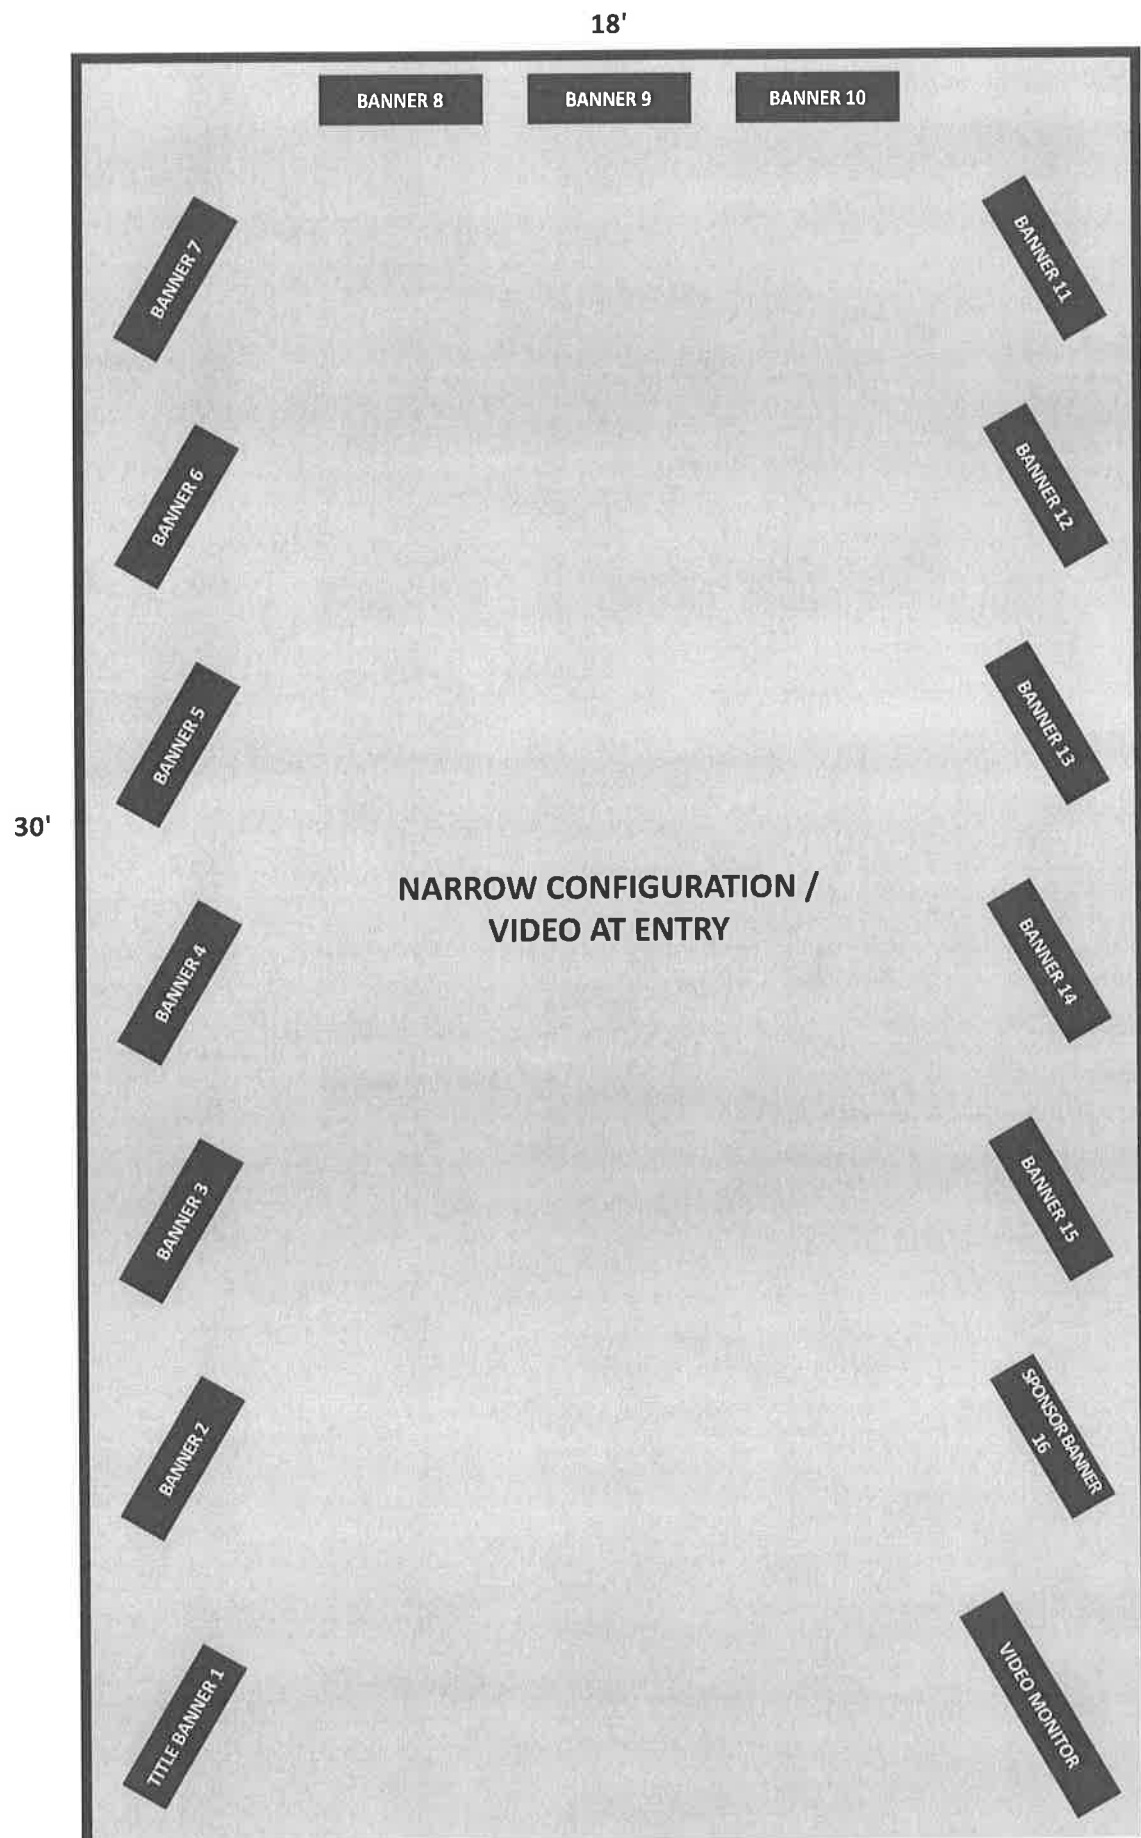 18'
BANNER 8
BANNER 9
BANNER 10
BANNER 7
BANNER 11
BANNER 6
BANNER 12
BANNER 5
BANNER 13
30'
NARROW CONFIGURATION /
VIDEO AT ENTRY
BANNER 4
BANNER 14
BANNER 3
BANNER 15
BANNER 2
SPONSOR BANNER
16
TITLE BANNER 1
VIDEO MONITOR